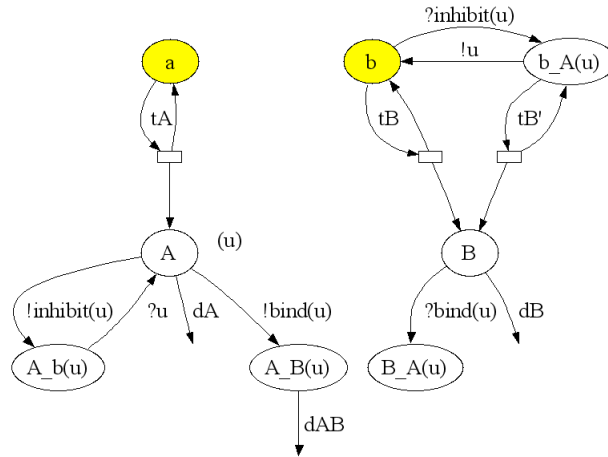 ?inhibit(u)
a
b
!u
b_A(u)
tA
tB
tB'
A
(u)
B
!inhibit(u)
?u
dA
!bind(u)
?bind(u)
dB
A_b(u)
A_B(u)
B_A(u)
dAB